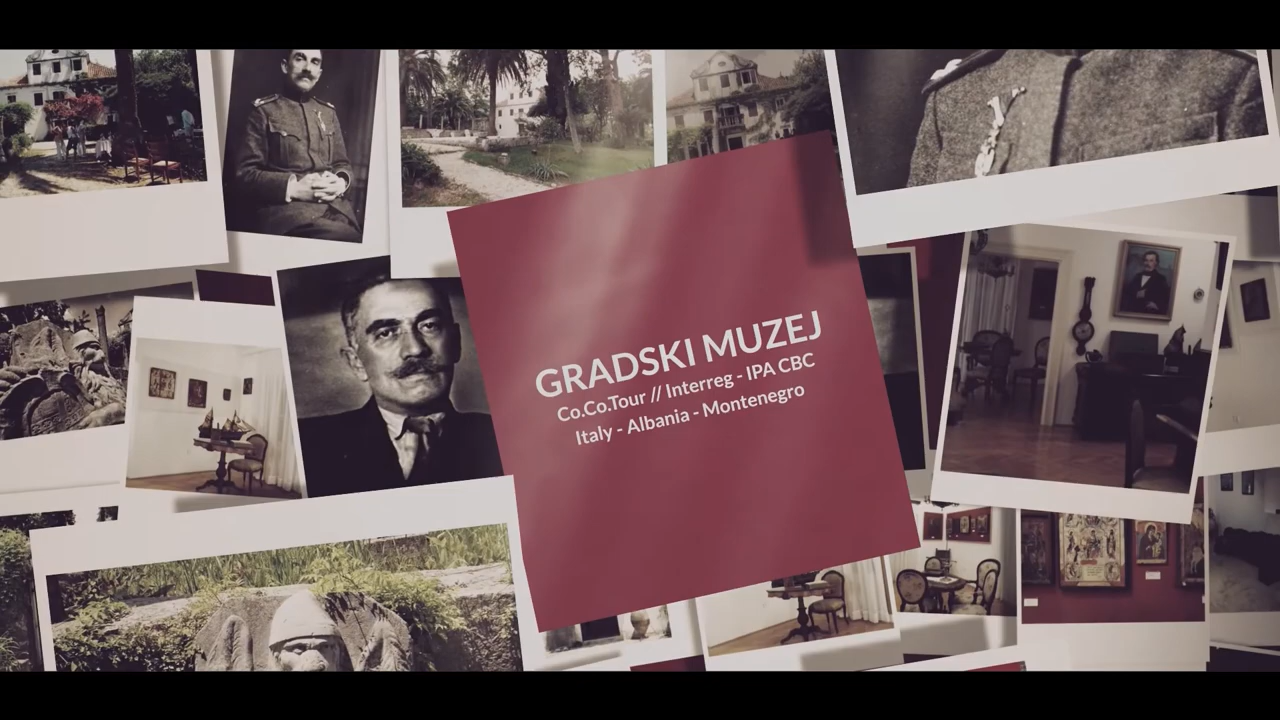 GRADSKI MUZEJ
Co.Co.Tour // Interreg - IPA CBC
Italy - Albania - Montenegro